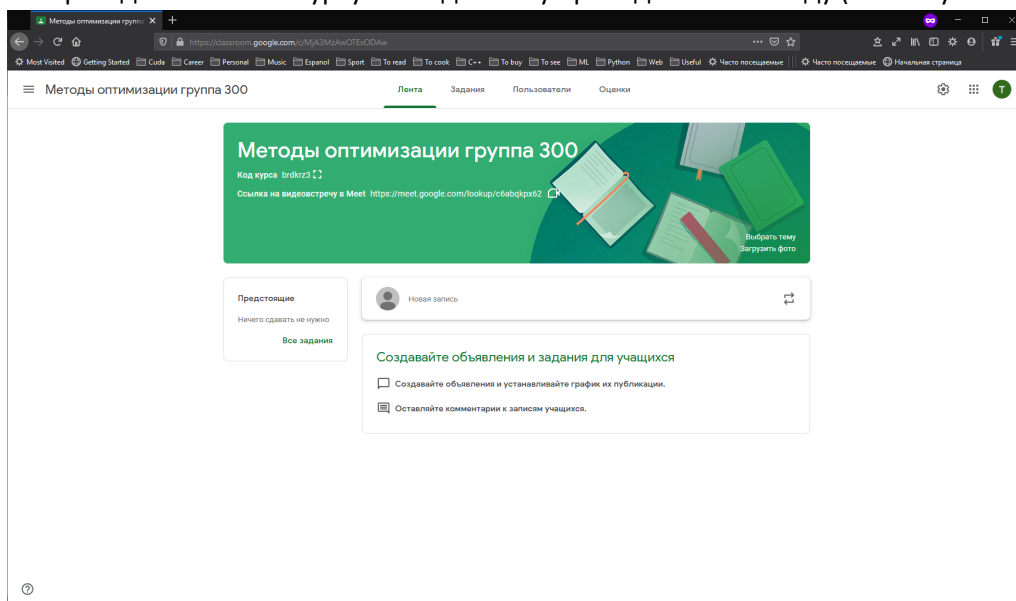 Методы оптимизации группа
https://classroom.google.com/c/MjA3MzAwOTExODAw
Most Visited Getting Started Cuda Career Personal Music Espanol Sport To read To cook C++ To buy To see ML Python Web Useful Часто посещаемые Часто посещаемые Начальная страница
Методы оптимизации группа 300
Лента Задания Пользователи Оценки
T
Методы оптимизации группа 300
Код курса brdkrz3
Ссылка на видеовстречу в Meet https://meet.google.com/lookup/c6abqkpx62
Выбрать тему
Загрузить фото
Предстоящие
Ничего сдавать не нужно
Все задания
Новая запись
Создавайте объявления и задания для учащихся
Создавайте объявления и устанавливайте график их публикации.
Оставляйте комментарии к записям учащихся.